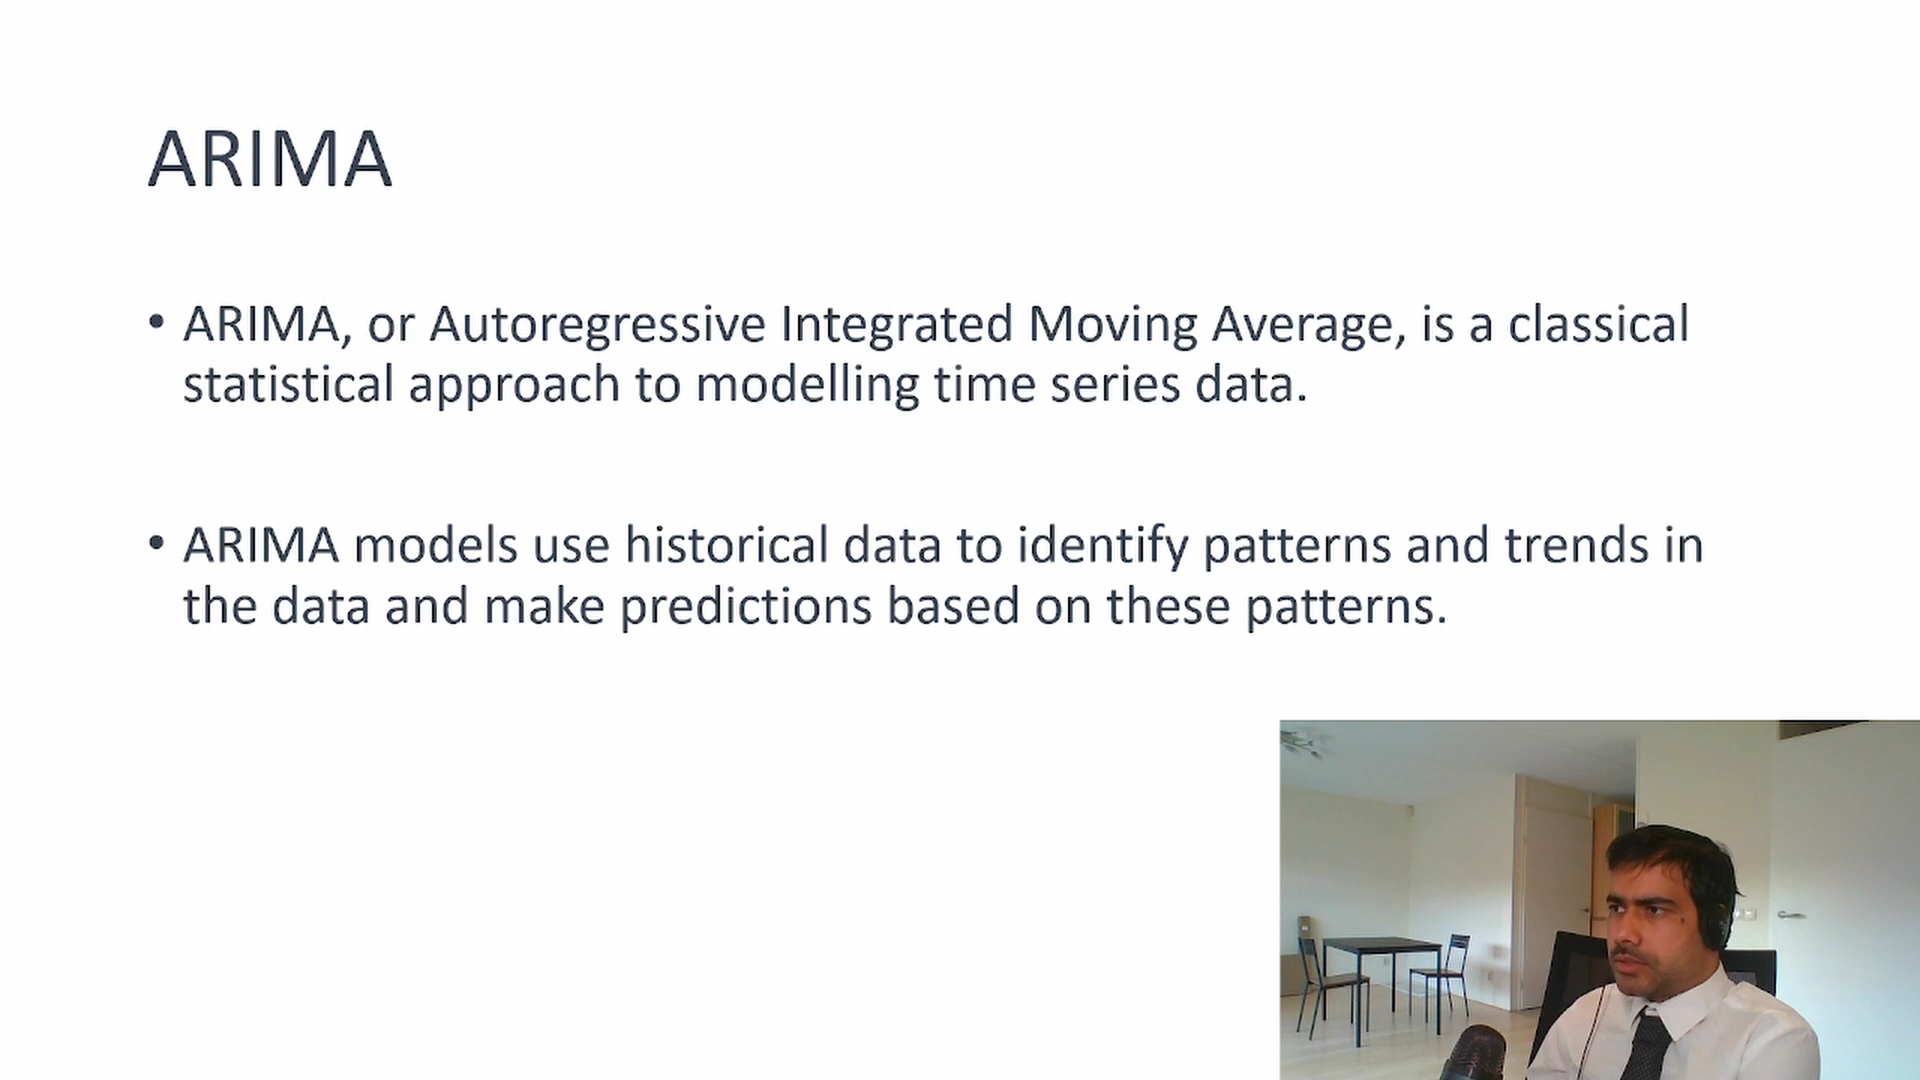 ARIMA
• ARIMA, or Autoregressive Integrated Moving Average, is a classical
statistical approach to modelling time series data.
• ARIMA models use historical data to identify patterns and trends in
the data and make predictions based on these patterns.